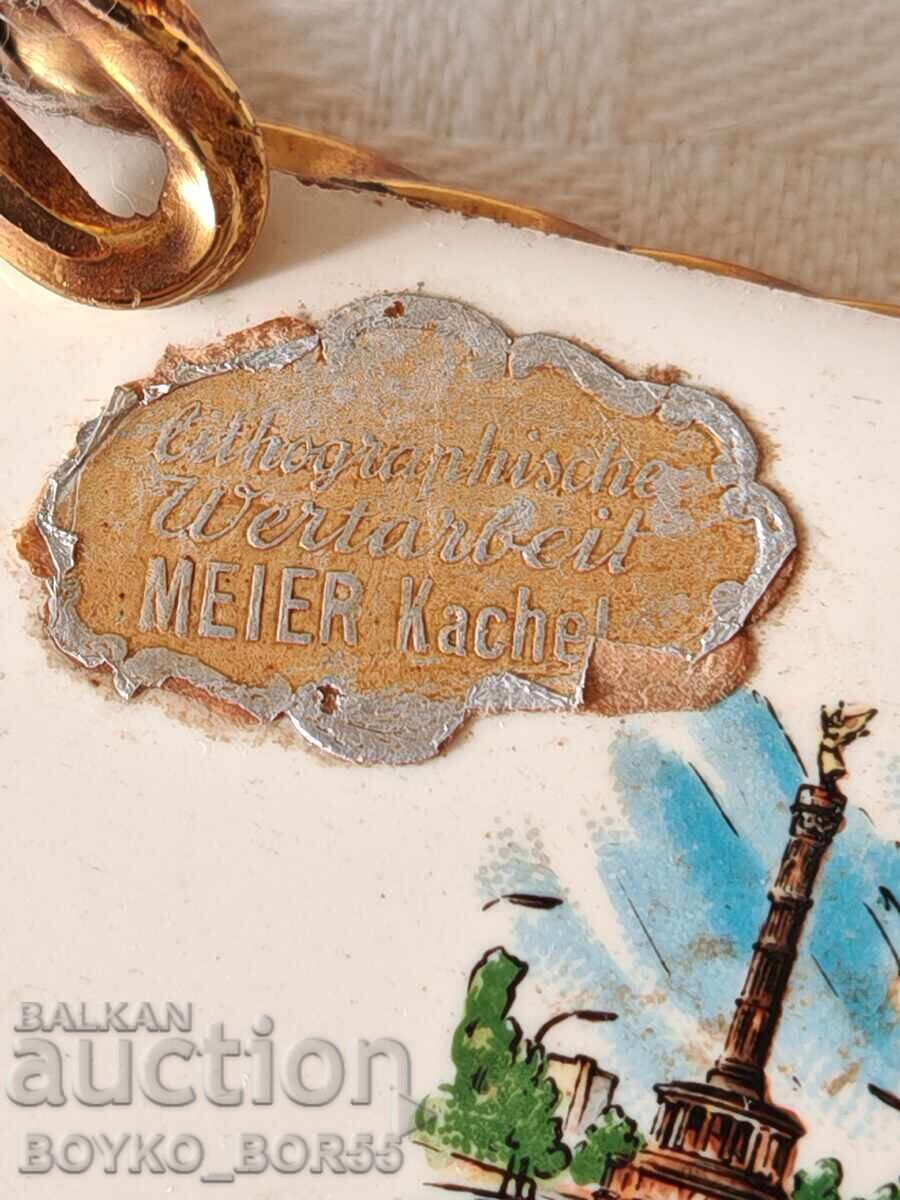 Lithographische
Wertarbeit
MEIER Kachel
BALKAN
auction
BOYKO_BOR55